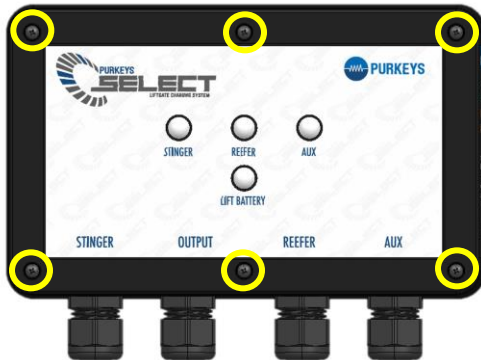 PURKEYS
SELECT
LIFTGATE CHARGING SYSTEM
PURKEYS
STINGER REEFER AUX
LIFT BATTERY
STINGER OUTPUT REEFER AUX